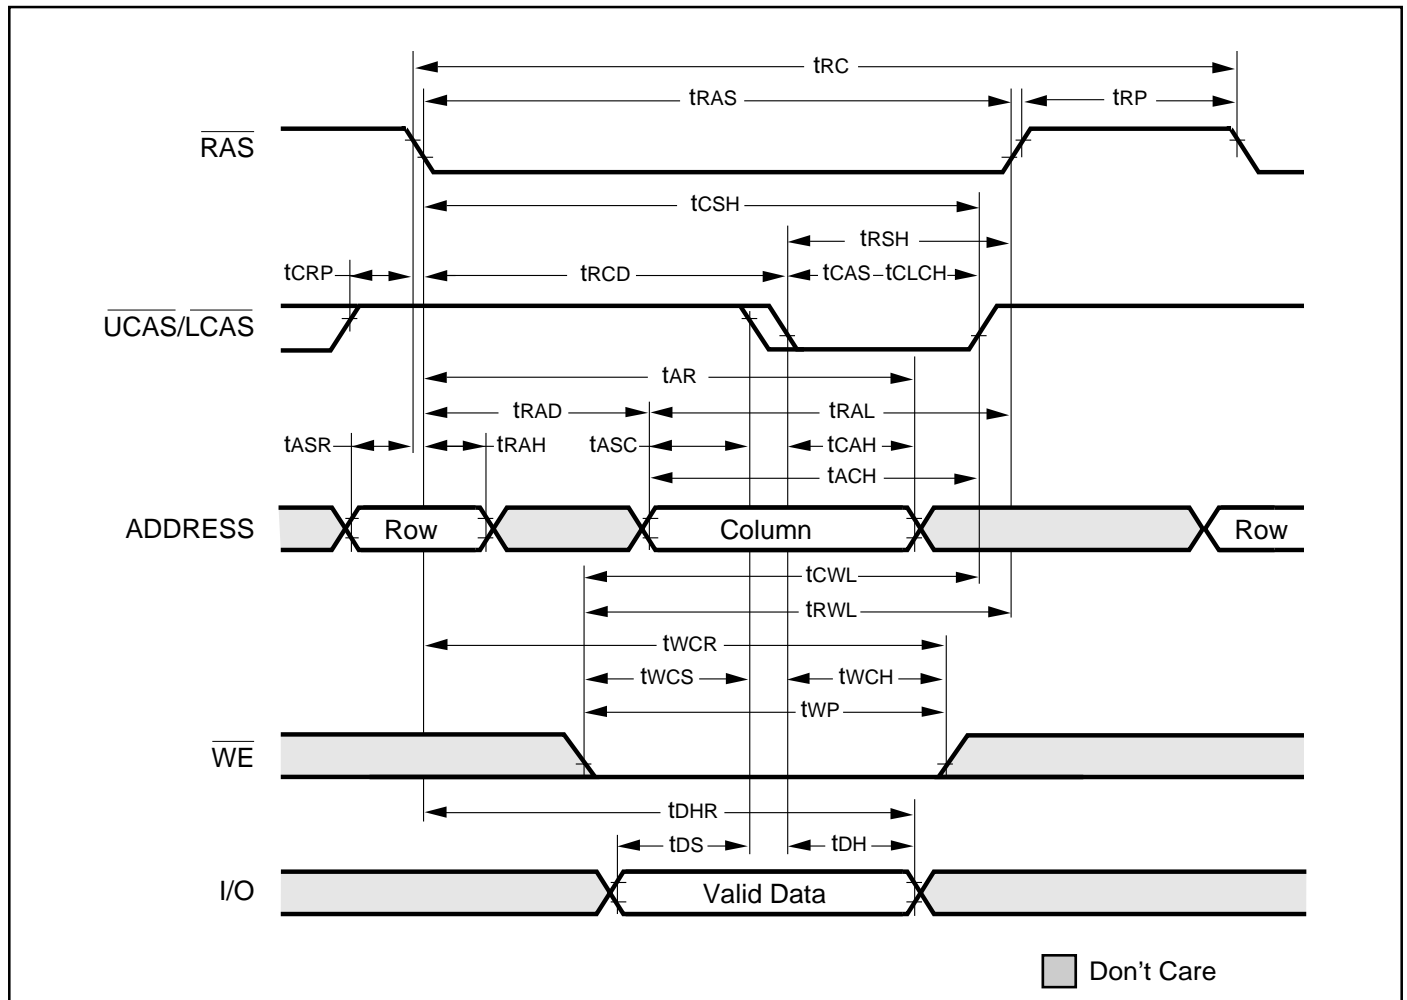 tRC
tRAS
tRP
RAS
tCSH
tRSH
tCRP
tRCD
tCAS
tCLCH
UCAS/LCAS
tAR
tRAD
tRAL
tASR
tRAH
tASC
tCAH
tACH
ADDRESS
Row
Column
Row
tCWL
tRWL
tWCR
tWCS
tWCH
tWP
WE
tDHR
tDS
tDH
I/O
Valid Data
Don't Care